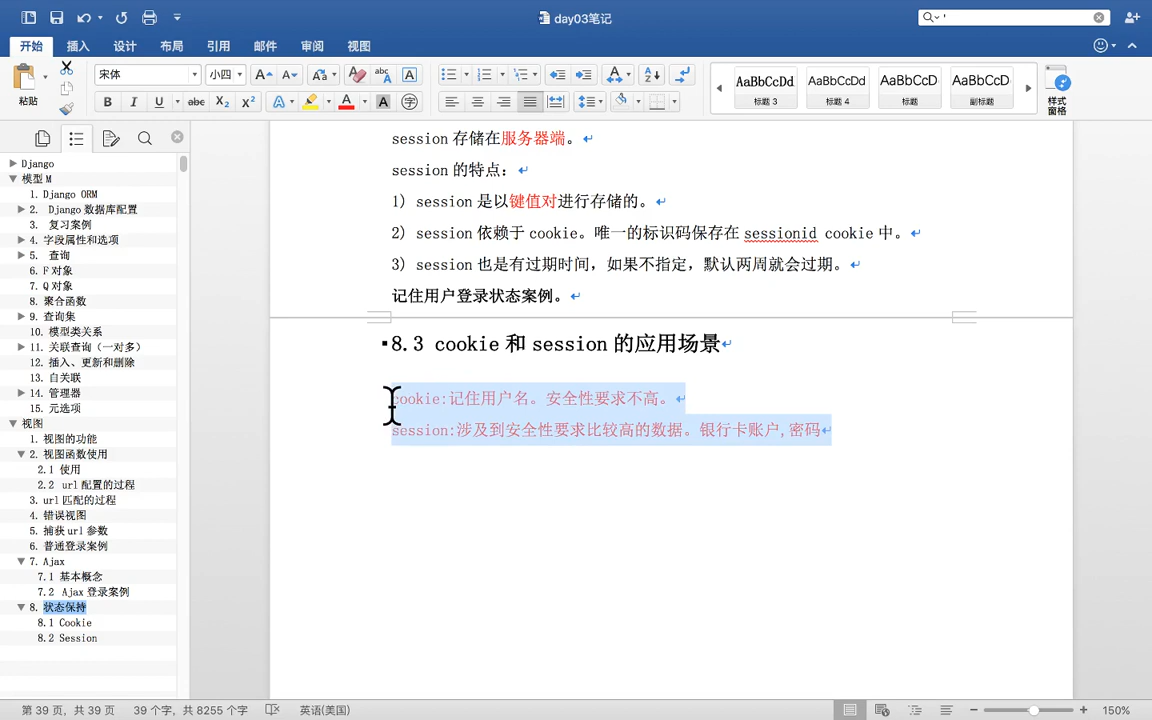 day03笔记
'
开始 插入 设计 布局 引用 邮件 审阅 视图
粘贴
宋体 小四
AaBbCcDd AaBbCcDd AaBbCcD AaBbCcD
标题 3 标题 4 标题 副标题
样式
窗格
Django
模型M
1. Django ORM
2. Django 数据库配置
3. 复习案例
4. 字段属性和选项
5. 查询
6. F 对象
7. Q对象
8. 聚合函数
9. 查询集
10. 模型类关系
11. 关联查询（一对多）
12. 插入、更新和删除
13. 自关联
14. 管理器
15. 元选项
视图
1. 视图的功能
2. 视图函数使用
2.1 使用
2.2 url 配置的过程
3. url 匹配的过程
4. 错误视图
5. 捕获 url 参数
6. 普通登录案例
7. Ajax
7.1 基本概念
7.2 Ajax 登录案例
8. 状态保持
8.1 Cookie
8.2 Session
session 存储在服务器端。
session 的特点：
1) session 是以键值对进行存储的。
2) session 依赖于 cookie。唯一的标识码保存在 sessionid cookie 中。
3) session 也是有过期时间，如果不指定，默认两周就会过期。
记住用户登录状态案例。
8.3 cookie 和 session 的应用场景
cookie:记住用户名。安全性要求不高。
session:涉及到安全性要求比较高的数据。银行卡账户,密码
第 39 页，共 39 页 39 个字，共 8255 个字 英语(美国) 150%